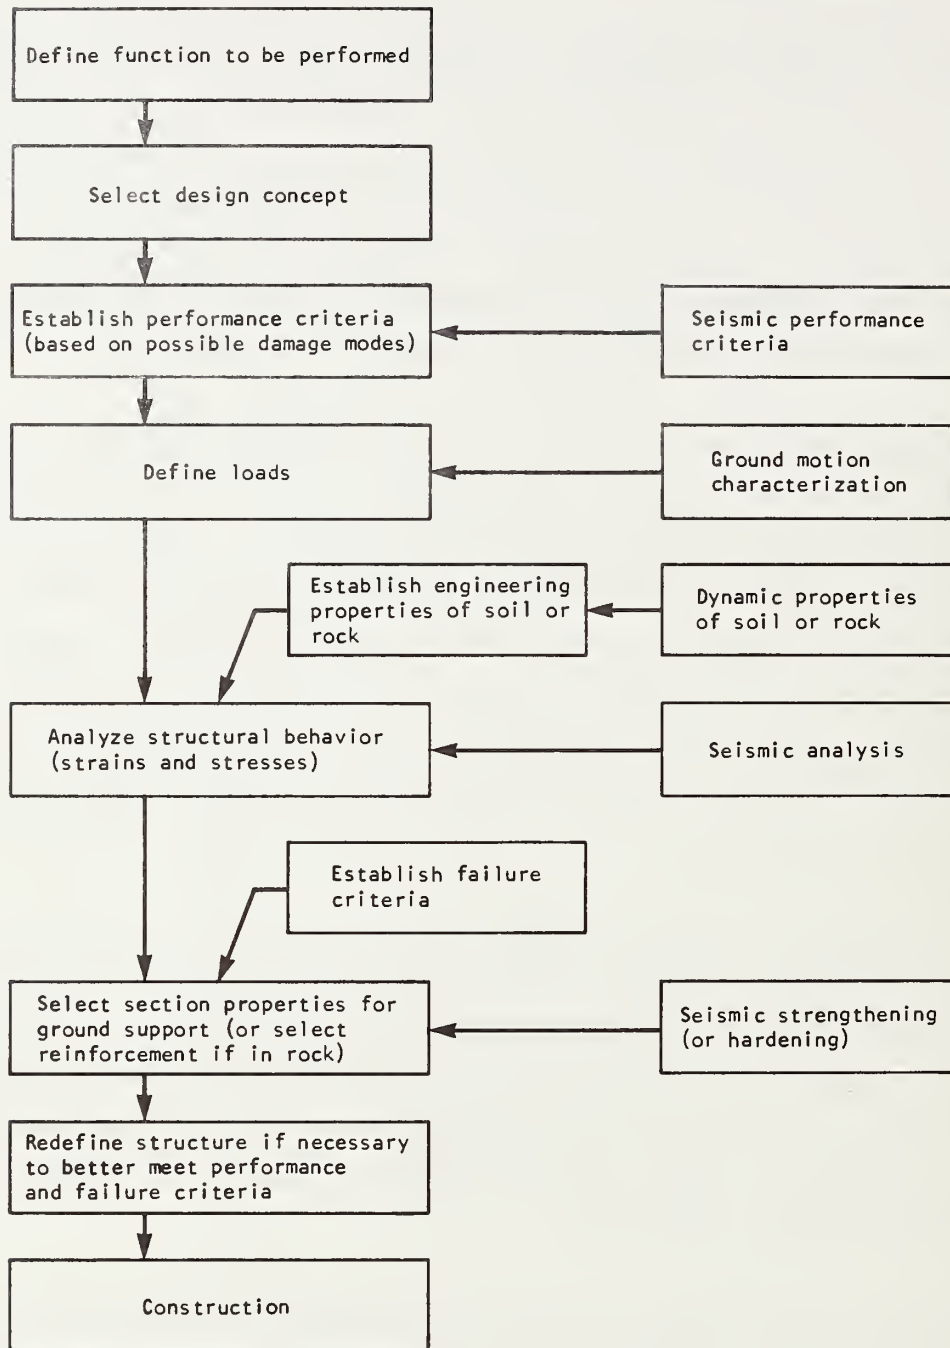 Define function to be performed
Select design concept
Establish performance criteria
(based on possible damage modes)
Seismic performance
criteria
Define loads
Ground motion
characterization
Establish engineering
properties of soil or
rock
Dynamic properties
of soil or rock
Analyze structural behavior
(strains and stresses)
Seismic analysis
Establish failure
criteria
Select section properties for
ground support (or select
reinforcement if in rock)
Seismic strengthening
(or hardening)
Redefine structure if necessary
to better meet performance
and failure criteria
Construction